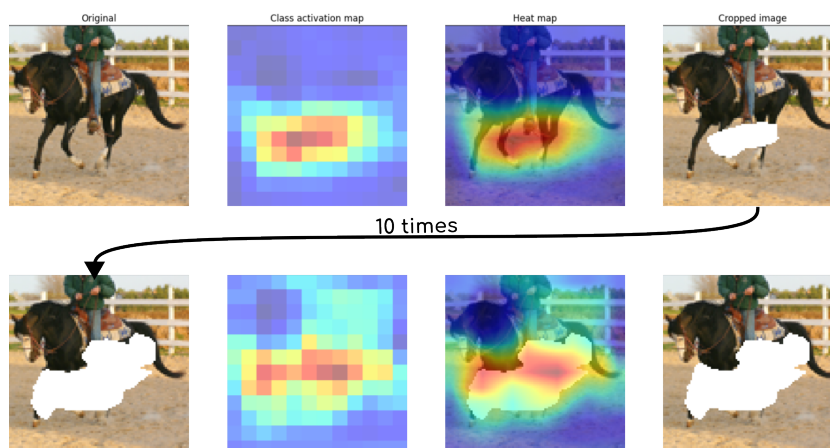 Original
Class activation map
Heat map
Cropped image
10 times